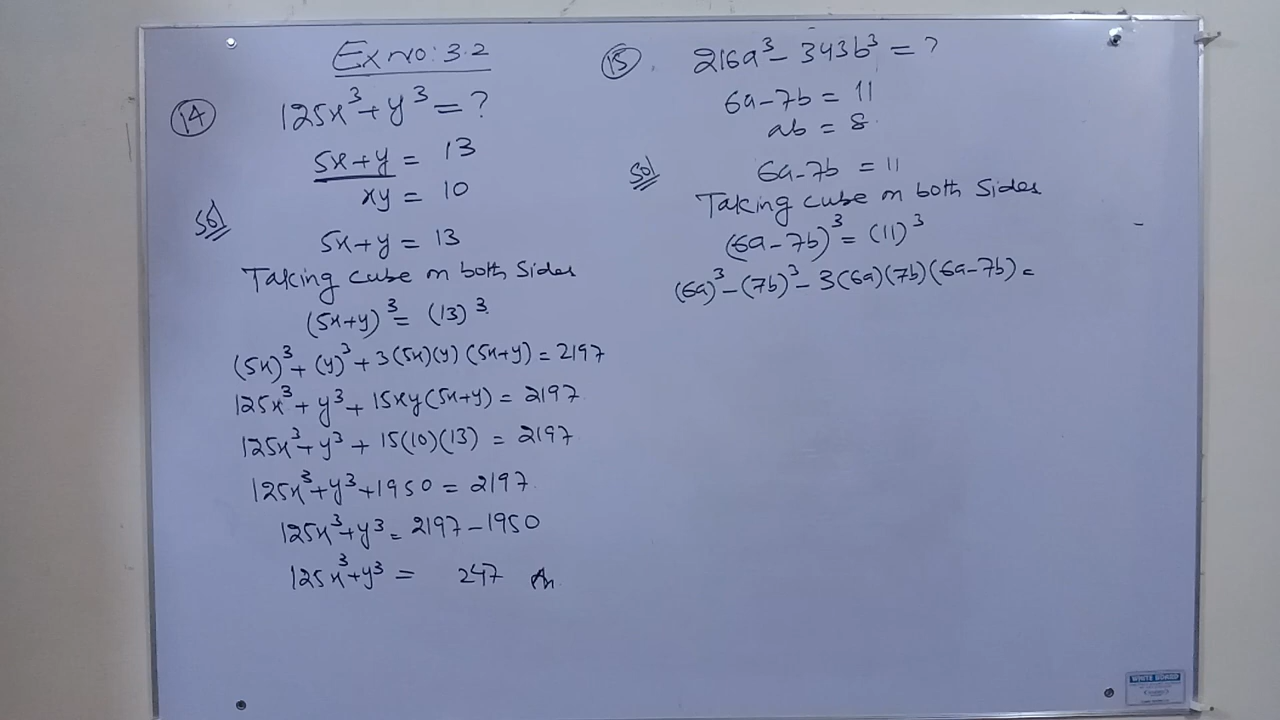 Ex no: 3.2
(14) 125x³ + y³ = ?
5x+y = 13
xy = 10
Sol
5x+y = 13
Taking cube on both Sides
(5x+y)³ = (13)³
(5x)³ + (y)³ + 3(5x)(y)(5x+y) = 2197
125x³ + y³ + 15xy(5x+y) = 2197
125x³ + y³ + 15(10)(13) = 2197
125x³ + y³ + 1950 = 2197
125x³ + y³ = 2197 - 1950
125x³ + y³ = 247 An
(15) 216a³ - 343b³ = ?
6a-7b = 11
ab = 8
Sol
6a-7b = 11
Taking cube on both Sides
(6a-7b)³ = (11)³
(6a)³ - (7b)³ - 3(6a)(7b)(6a-7b) =
WHITE BOARD